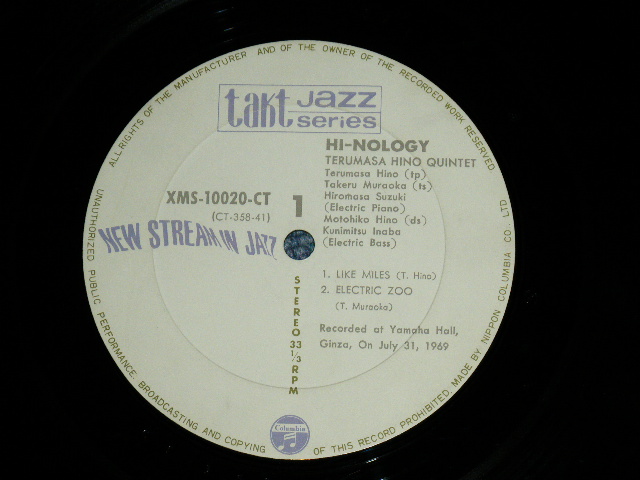 ALL RIGHTS OF THE MANUFACTURER AND OF THE OWNER OF THE RECORDED WORK RESERVED
takt JAZZ series
HI-NOLOGY
TERUMASA HINO QUINTET
Terumasa Hino (tp)
Takeru Muraoka (ts)
Hiromasa Suzuki
(Electric Piano)
Motohiko Hino (ds)
Kunimitsu Inaba
(Electric Bass)
XMS-10020-CT
(CT-358-41)
1
NEW STREAM IN JAZZ
STEREO 33 1/3 RPM
1. LIKE MILES (T. Hino)
2. ELECTRIC ZOO
(T. Muraoka)
Recorded at Yamaha Hall,
Ginza, On July 31, 1969
Columbia
UNAUTHORIZED PUBLIC PERFORMANCE. BROADCASTING AND COPYING OF THIS RECORD PROHIBITED. MADE BY NIPPON COLUMBIA CO. LTD.